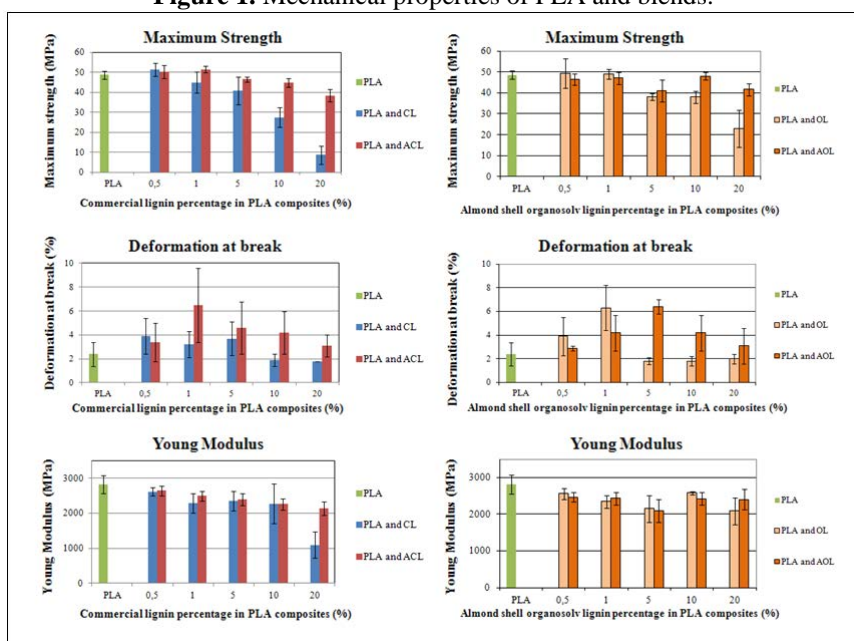 Figure 1. Mechanical properties of PLA and blends.
Maximum Strength
Maximum strength (MPa)
60
50
40
30
20
10
0
PLA 0,5 1 5 10 20
Commercial lignin percentage in PLA composites (%)
PLA
PLA and CL
PLA and ACL
Maximum Strength
Maximum strength (MPa)
60
50
40
30
20
10
0
PLA 0,5 1 5 10 20
Almond shell organosolv lignin percentage in PLA composites (%)
PLA
PLA and OL
PLA and AOL
Deformation at break
Deformation at break (%)
10
8
6
4
2
0
PLA 0,5 1 5 10 20
Commercial lignin percentage in PLA composites (%)
PLA
PLA and CL
PLA and ACL
Deformation at break
Deformation at break (%)
10
8
6
4
2
0
PLA 0,5 1 5 10 20
Almond shell organosolv lignin percentage in PLA composites (%)
PLA
PLA and OL
PLA and AOL
Young Modulus
Young Modulus (MPa)
3000
2000
1000
0
PLA 0,5 1 5 10 20
Commercial lignin percentage in PLA composites (%)
PLA
PLA and CL
PLA and ACL
Young Modulus
Young Modulus (MPa)
3000
2000
1000
0
PLA 0,5 1 5 10 20
Almond shell organosolv lignin percentage in PLA composites (%)
PLA
PLA and OL
PLA and AOL